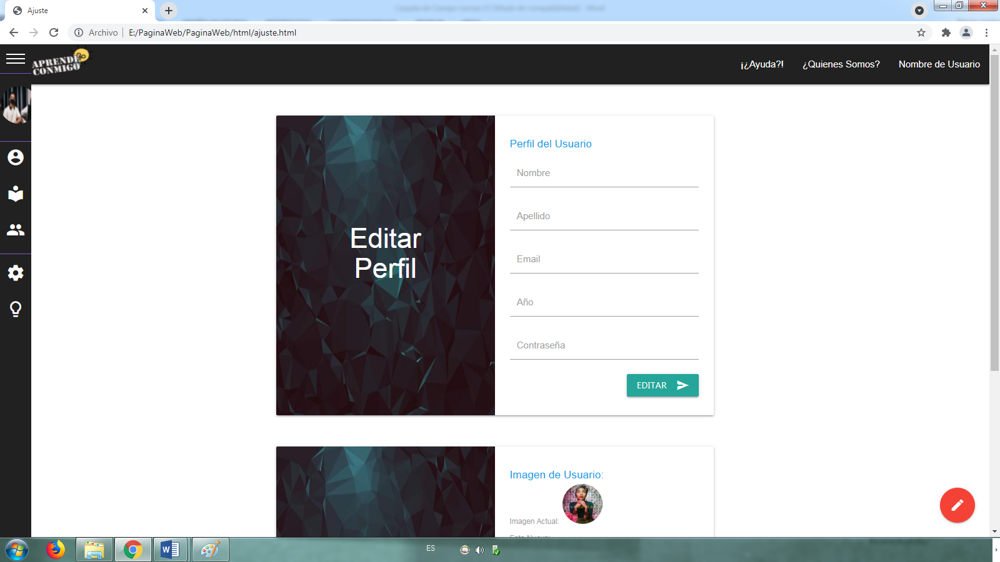 Ajuste
Archivo
E:/PaginaWeb/PaginaWeb/html/ajuste.html
APRENDE
CONMIGO
¡¿Ayuda?!
¿Quienes Somos?
Nombre de Usuario
Editar
Perfil
Perfil del Usuario
Nombre
Apellido
Email
Año
Contraseña
EDITAR
Imagen de Usuario:
Imagen Actual:
ES